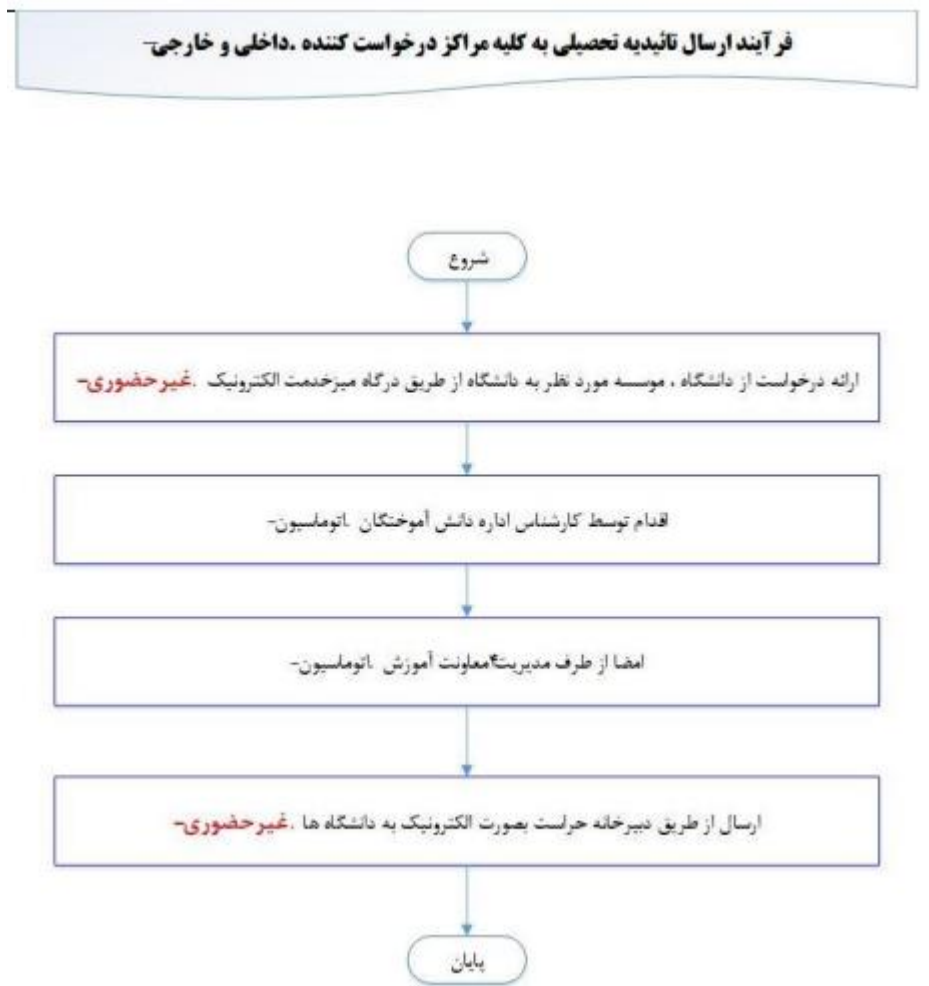 فرآیند ارسال تائیدیه تحصیلی به کلیه مراکز درخواست کننده .داخلی و خارجی-
شروع
ارائه درخواست از دانشگاه ، موسسه مورد نظر به دانشگاه از طریق درگاه میزخدمت الکترونیک .غیرحضوری-
اقدام توسط کارشناس اداره دانش آموختگان .اتوماسیون-
امضا از طرف مدیریت۴معاونت آموزش .اتوماسیون-
ارسال از طریق دبیرخانه حراست بصورت الکترونیک به دانشگاه ها .غیرحضوری-
پایان